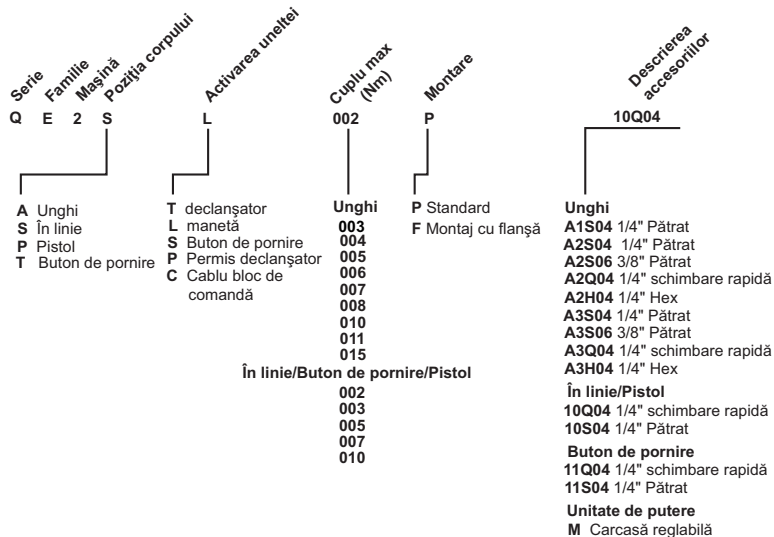 Serie
Familie
Maşină
Poziţia corpului
Activarea uneltei
Cuplu max
(Nm)
Montare
Descrierea
accesoriilor
Q E 2 S L 002 P 10Q04
A Unghi
S În linie
P Pistol
T Buton de pornire
T declanşator
L manetă
S Buton de pornire
P Permis declanşator
C Cablu bloc de
comandă
Unghi
003
004
005
006
007
008
010
011
015
În linie/Buton de pornire/Pistol
002
003
005
007
010
P Standard
F Montaj cu flanşă
Unghi
A1S04 1/4" Pătrat
A2S04 1/4" Pătrat
A2S06 3/8" Pătrat
A2Q04 1/4" schimbare rapidă
A2H04 1/4" Hex
A3S04 1/4" Pătrat
A3S06 3/8" Pătrat
A3Q04 1/4" schimbare rapidă
A3H04 1/4" Hex
În linie/Pistol
10Q04 1/4" schimbare rapidă
10S04 1/4" Pătrat
Buton de pornire
11Q04 1/4" schimbare rapidă
11S04 1/4" Pătrat
Unitate de putere
M Carcasă reglabilă